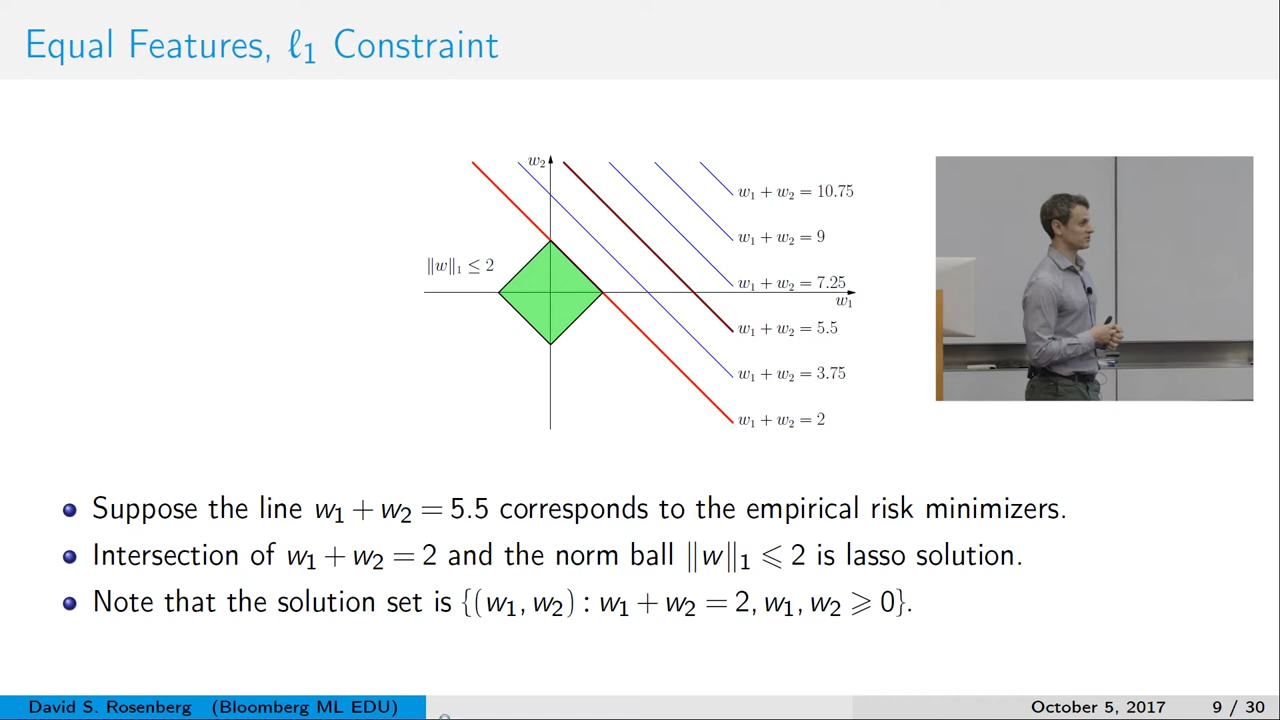 Equal Features, ℓ₁ Constraint
w₂
w₁ + w₂ = 10.75
w₁ + w₂ = 9
‖w‖₁ ≤ 2
w₁ + w₂ = 7.25
w₁
w₁ + w₂ = 5.5
w₁ + w₂ = 3.75
w₁ + w₂ = 2
Suppose the line w₁ + w₂ = 5.5 corresponds to the empirical risk minimizers.
Intersection of w₁ + w₂ = 2 and the norm ball ‖w‖₁ ⩽ 2 is lasso solution.
Note that the solution set is {(w₁, w₂) : w₁ + w₂ = 2, w₁, w₂ ⩾ 0}.
David S. Rosenberg (Bloomberg ML EDU) October 5, 2017 9 / 30